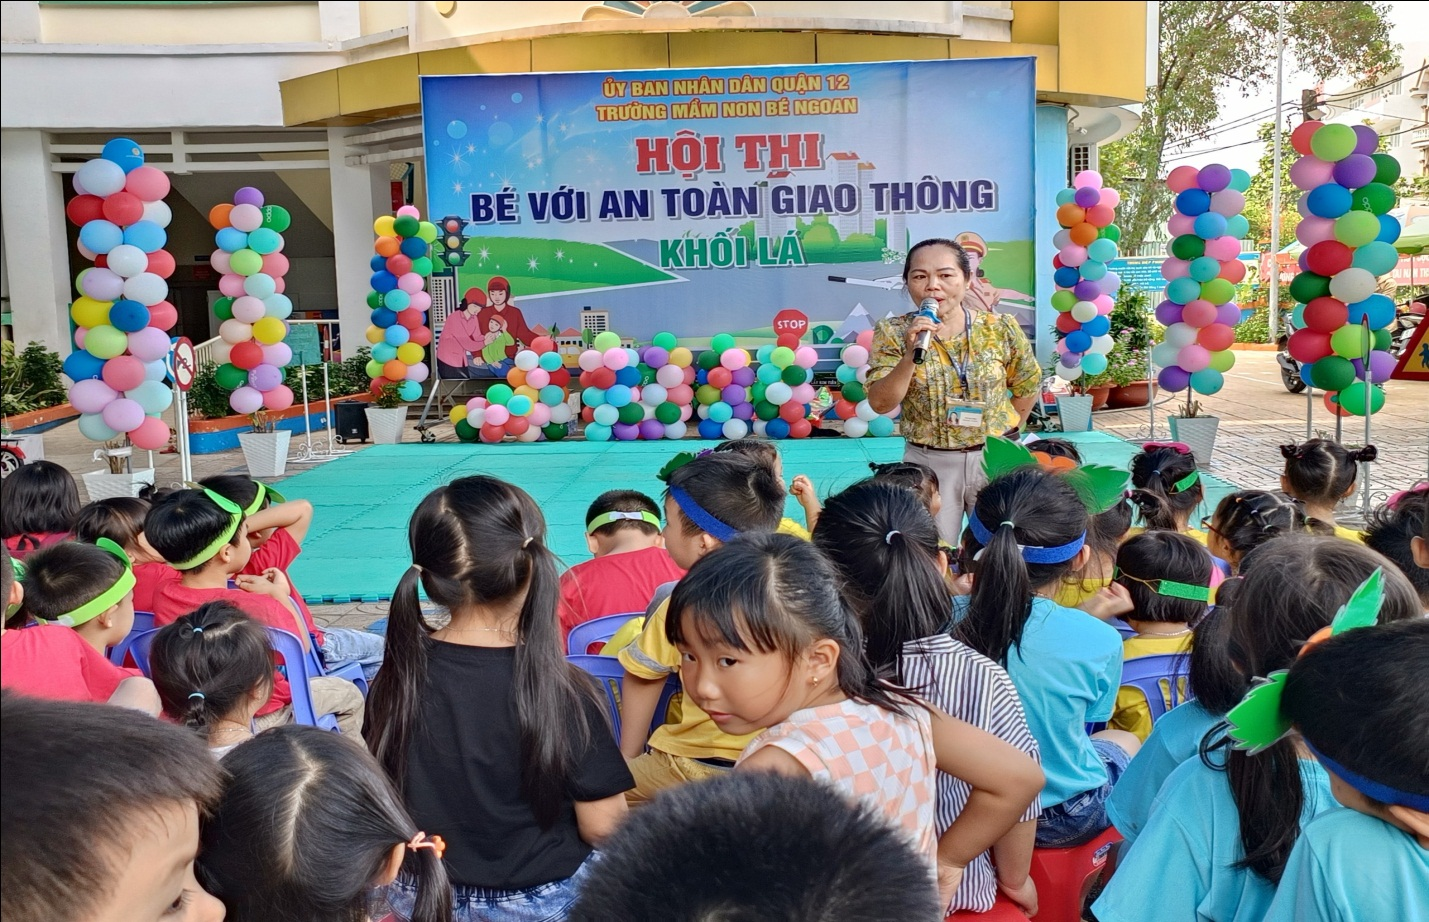 ỦY BAN NHÂN DÂN QUẬN 12
TRƯỜNG MẦM NON BÉ NGOAN
HỘI THI
BÉ VỚI AN TOÀN GIAO THÔNG
KHỐI LÁ
STOP